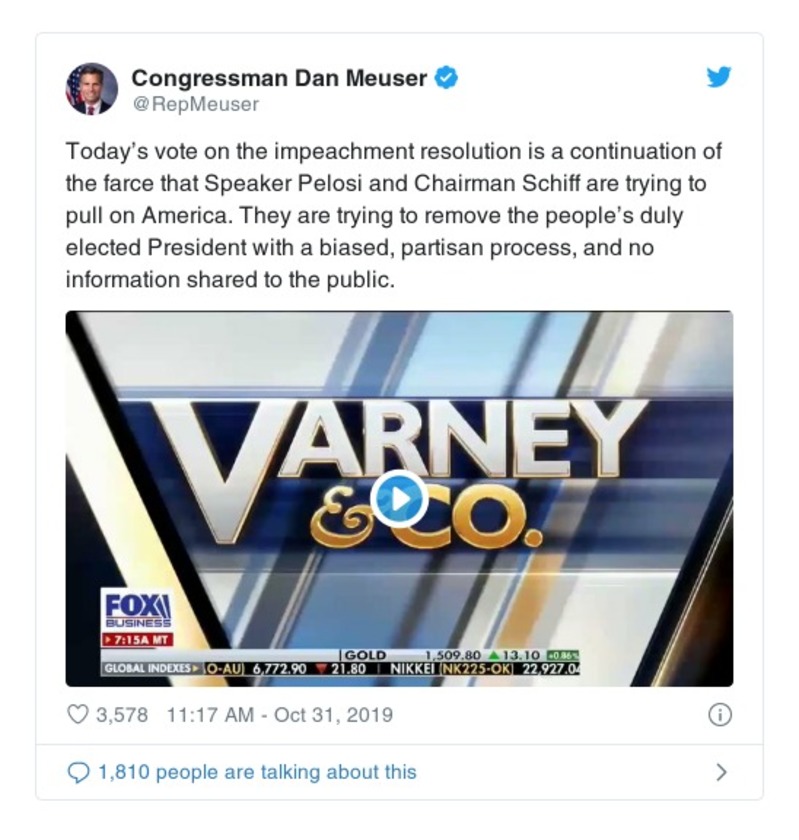 Congressman Dan Meuser
@RepMeuser
Today's vote on the impeachment resolution is a continuation of
the farce that Speaker Pelosi and Chairman Schiff are trying to
pull on America. They are trying to remove the people's duly
elected President with a biased, partisan process, and no
information shared to the public.
VARNEY
& CO.
FOX
BUSINESS
7:15A MT
GOLD 1,509.80 ▲ 13.10 +0.86%
GLOBAL INDEXES O-AU) 6,772.90 ▼ 21.80 NIKKEI (NK225-OK) 22,927.04
3,578 11:17 AM - Oct 31, 2019
1,810 people are talking about this